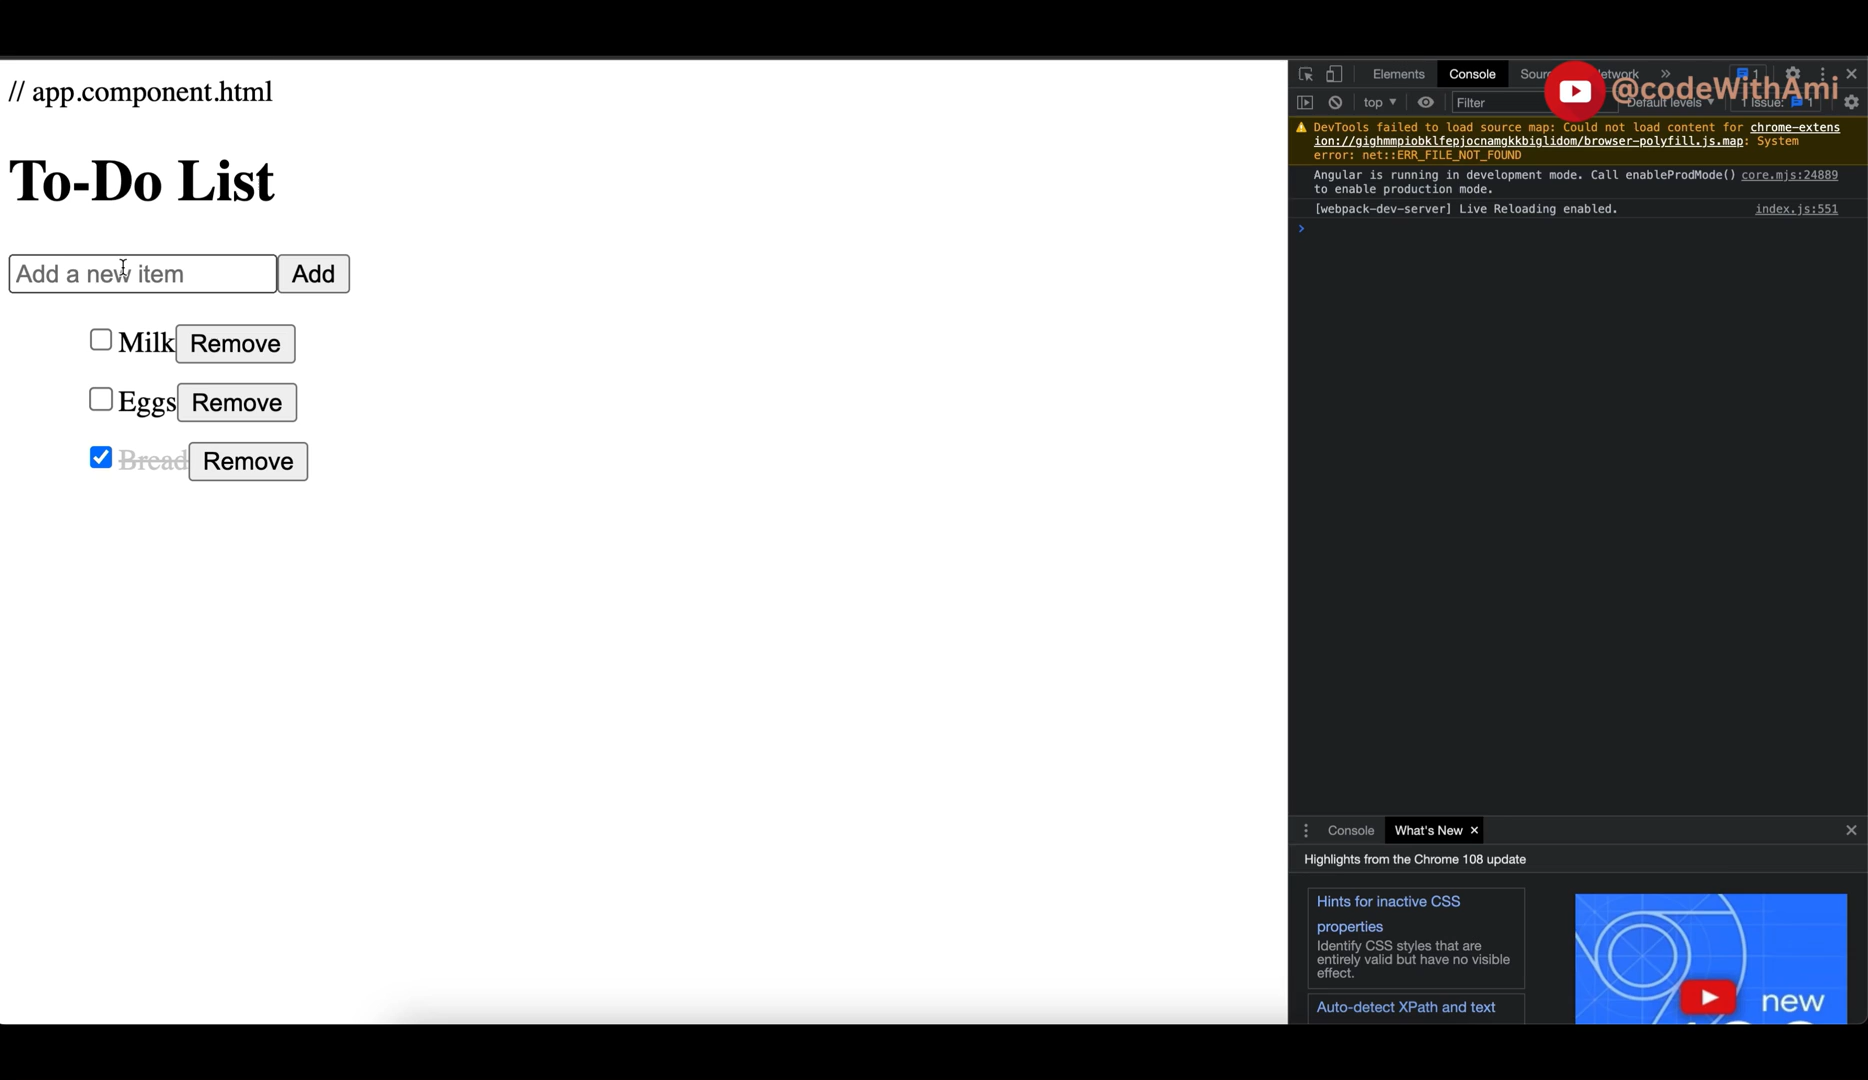 // app.component.html
To-Do List
Add a new item
Add
Milk
Remove
Eggs
Remove
Bread
Remove
Elements
Console
»
1
@codeWithAmi
top
Filter
Default levels
1 Issue:
1
DevTools failed to load source map: Could not load content for chrome-extens
ion://gighmmpiobklfepjocnamgkkbiglidom/browser-polyfill.js.map: System
error: net::ERR_FILE_NOT_FOUND
Angular is running in development mode. Call enableProdMode() core.mjs:24889
to enable production mode.
[webpack-dev-server] Live Reloading enabled. index.js:551
Console
What's New
Highlights from the Chrome 108 update
Hints for inactive CSS
properties
Identify CSS styles that are
entirely valid but have no visible
effect.
Auto-detect XPath and text
new